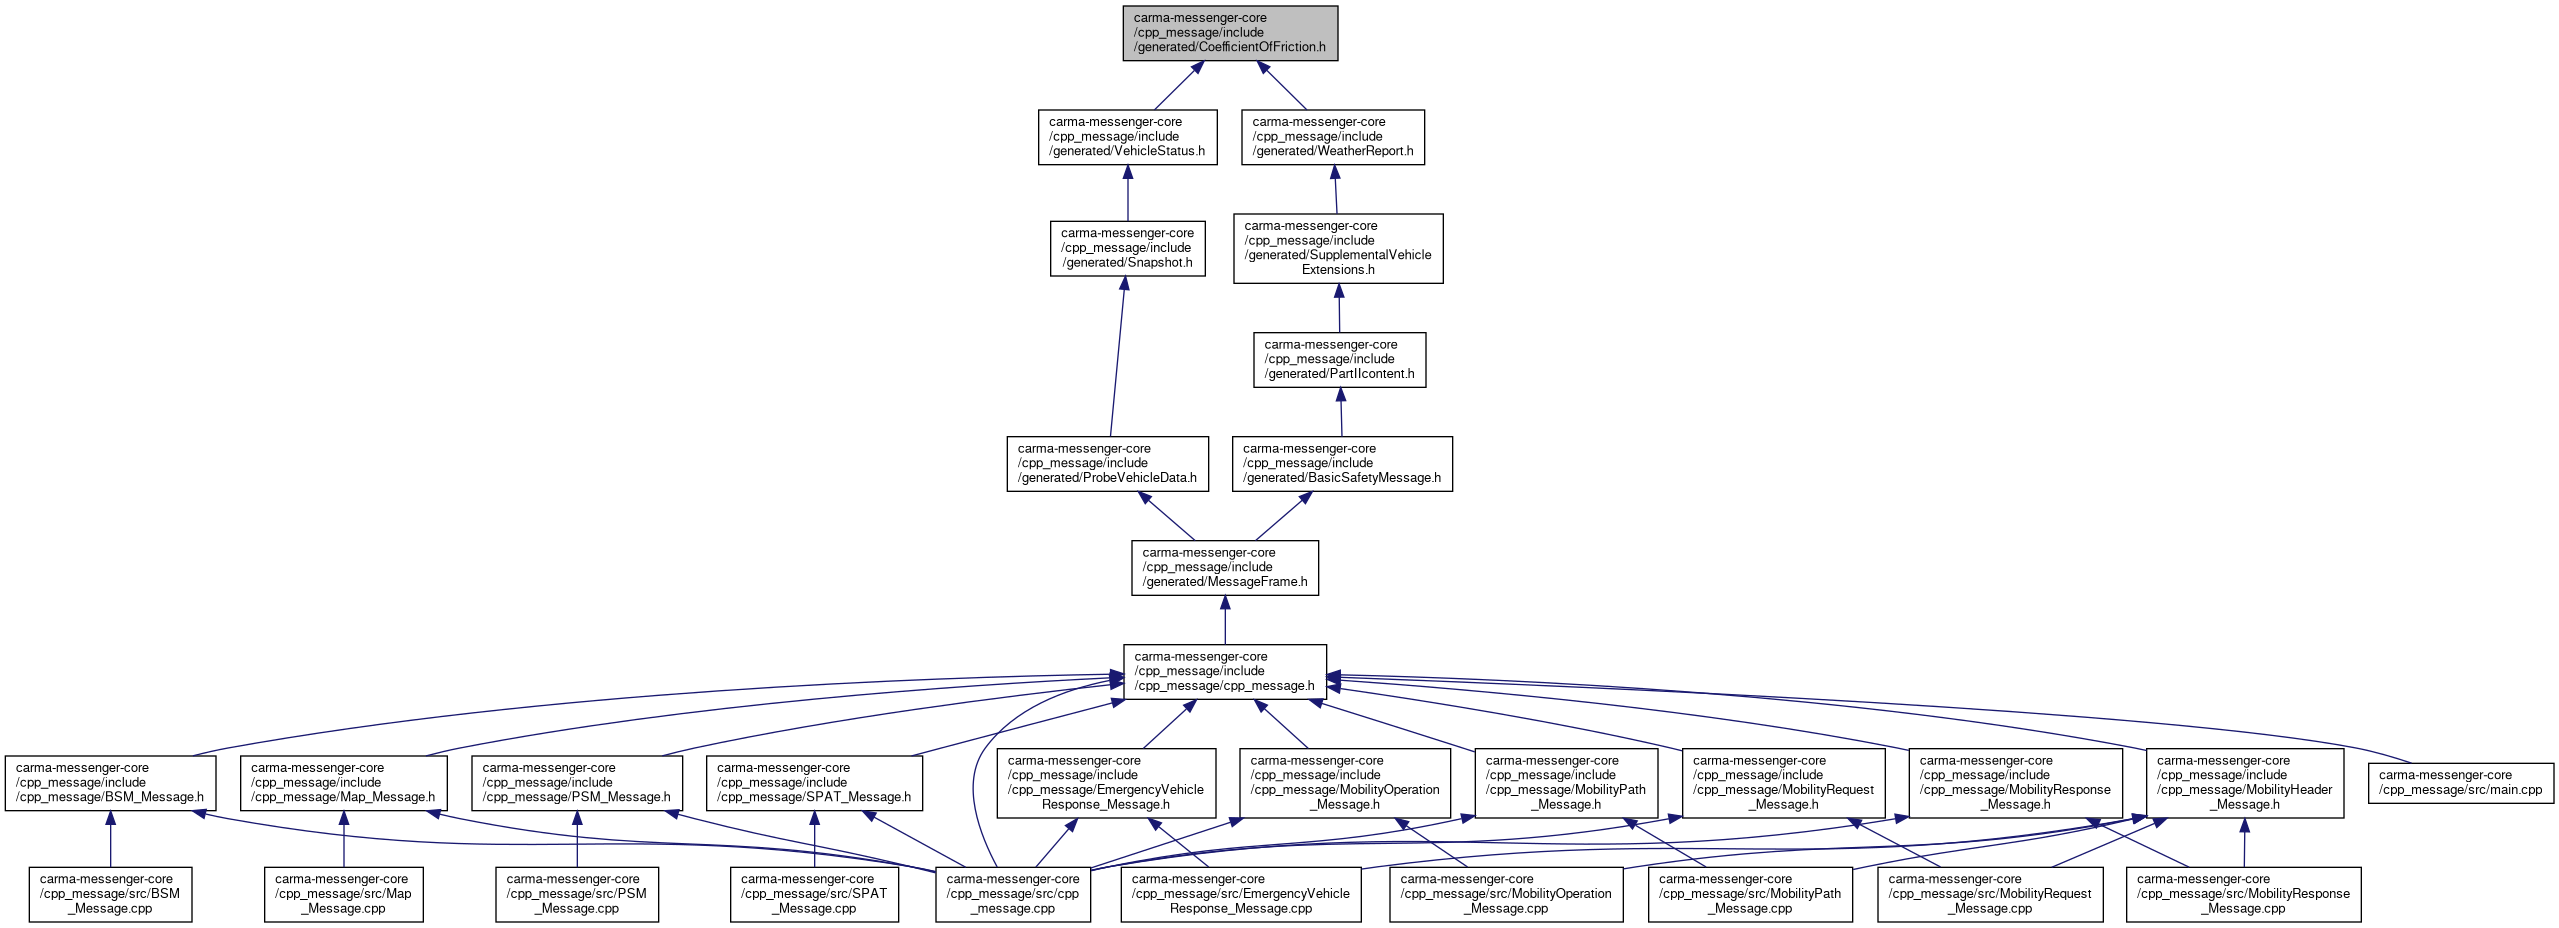 carma-messenger-core
/cpp_message/include
/generated/CoefficientOfFriction.h
carma-messenger-core
/cpp_message/include
/generated/VehicleStatus.h
carma-messenger-core
/cpp_message/include
/generated/WeatherReport.h
carma-messenger-core
/cpp_message/include
/generated/Snapshot.h
carma-messenger-core
/cpp_message/include
/generated/SupplementalVehicle
Extensions.h
carma-messenger-core
/cpp_message/include
/generated/PartIIcontent.h
carma-messenger-core
/cpp_message/include
/generated/ProbeVehicleData.h
carma-messenger-core
/cpp_message/include
/generated/BasicSafetyMessage.h
carma-messenger-core
/cpp_message/include
/generated/MessageFrame.h
carma-messenger-core
/cpp_message/include
/cpp_message/cpp_message.h
carma-messenger-core
/cpp_message/include
/cpp_message/BSM_Message.h
carma-messenger-core
/cpp_message/include
/cpp_message/Map_Message.h
carma-messenger-core
/cpp_message/include
/cpp_message/PSM_Message.h
carma-messenger-core
/cpp_message/include
/cpp_message/SPAT_Message.h
carma-messenger-core
/cpp_message/include
/cpp_message/EmergencyVehicle
Response_Message.h
carma-messenger-core
/cpp_message/include
/cpp_message/MobilityOperation
_Message.h
carma-messenger-core
/cpp_message/include
/cpp_message/MobilityPath
_Message.h
carma-messenger-core
/cpp_message/include
/cpp_message/MobilityRequest
_Message.h
carma-messenger-core
/cpp_message/include
/cpp_message/MobilityResponse
_Message.h
carma-messenger-core
/cpp_message/include
/cpp_message/MobilityHeader
_Message.h
carma-messenger-core
/cpp_message/src/main.cpp
carma-messenger-core
/cpp_message/src/BSM
_Message.cpp
carma-messenger-core
/cpp_message/src/Map
_Message.cpp
carma-messenger-core
/cpp_message/src/PSM
_Message.cpp
carma-messenger-core
/cpp_message/src/SPAT
_Message.cpp
carma-messenger-core
/cpp_message/src/cpp
_message.cpp
carma-messenger-core
/cpp_message/src/EmergencyVehicle
Response_Message.cpp
carma-messenger-core
/cpp_message/src/MobilityOperation
_Message.cpp
carma-messenger-core
/cpp_message/src/MobilityPath
_Message.cpp
carma-messenger-core
/cpp_message/src/MobilityRequest
_Message.cpp
carma-messenger-core
/cpp_message/src/MobilityResponse
_Message.cpp